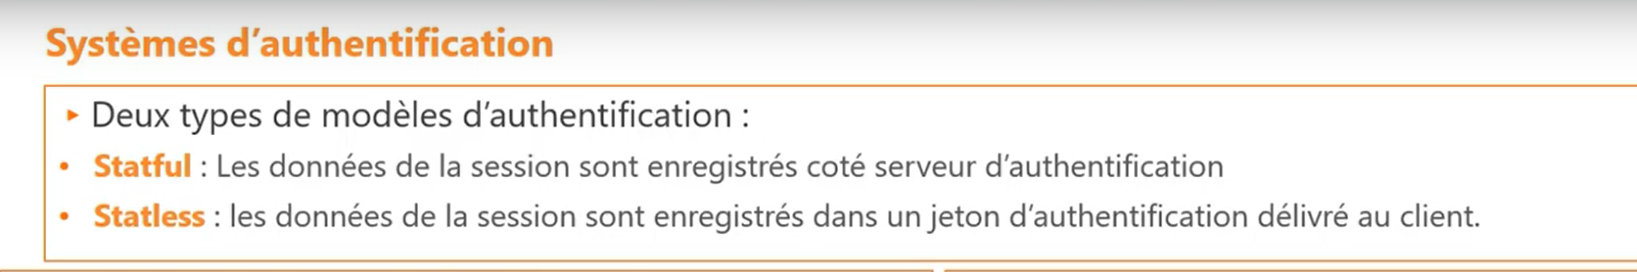 Systèmes d'authentification
▸ Deux types de modèles d'authentification :
• Statful : Les données de la session sont enregistrés coté serveur d'authentification
• Statless : les données de la session sont enregistrés dans un jeton d'authentification délivré au client.